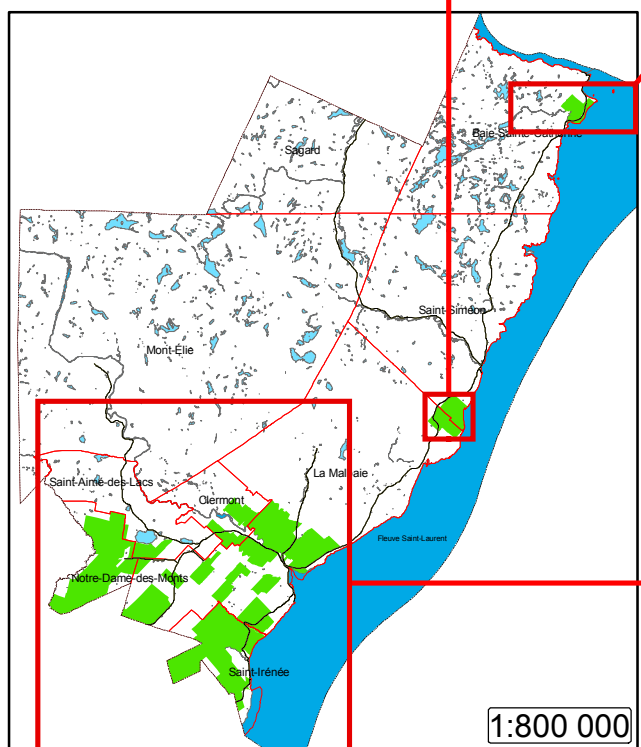 Baie-Sainte-Catherine
Sagard
Saint-Siméon
Mont-Elie
La Malbaie
Saint-Aimé-des-Lacs
Clermont
Fleuve Saint-Laurent
Notre-Dame-des-Monts
Saint-Irénée
1:800 000